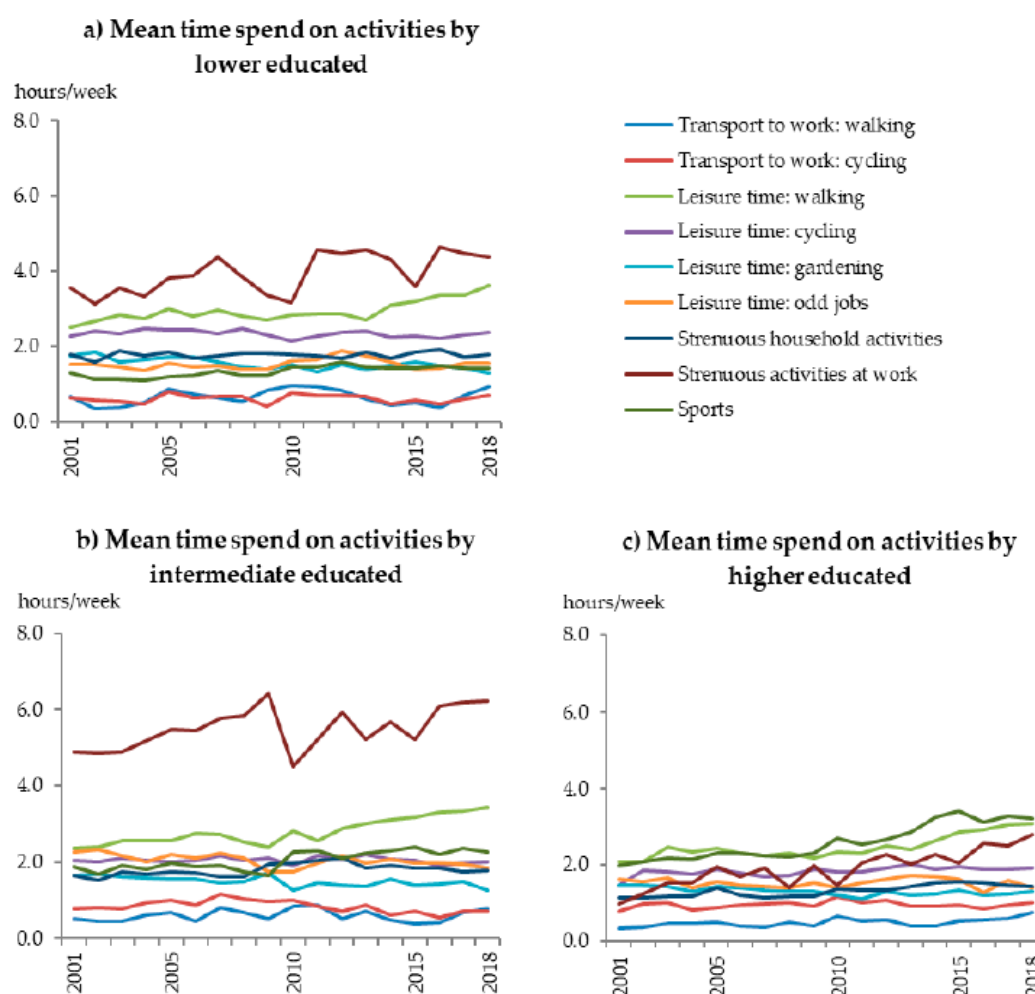 a) Mean time spend on activities by
lower educated
hours/week
8.0
6.0
4.0
2.0
0.0
2001
2005
2010
2015
2018
Transport to work: walking
Transport to work: cycling
Leisure time: walking
Leisure time: cycling
Leisure time: gardening
Leisure time: odd jobs
Strenuous household activities
Strenuous activities at work
Sports
b) Mean time spend on activities by
intermediate educated
hours/week
8.0
6.0
4.0
2.0
0.0
2001
2005
2010
2015
2018
c) Mean time spend on activities by
higher educated
hours/week
8.0
6.0
4.0
2.0
0.0
2001
2005
2010
2015
2018